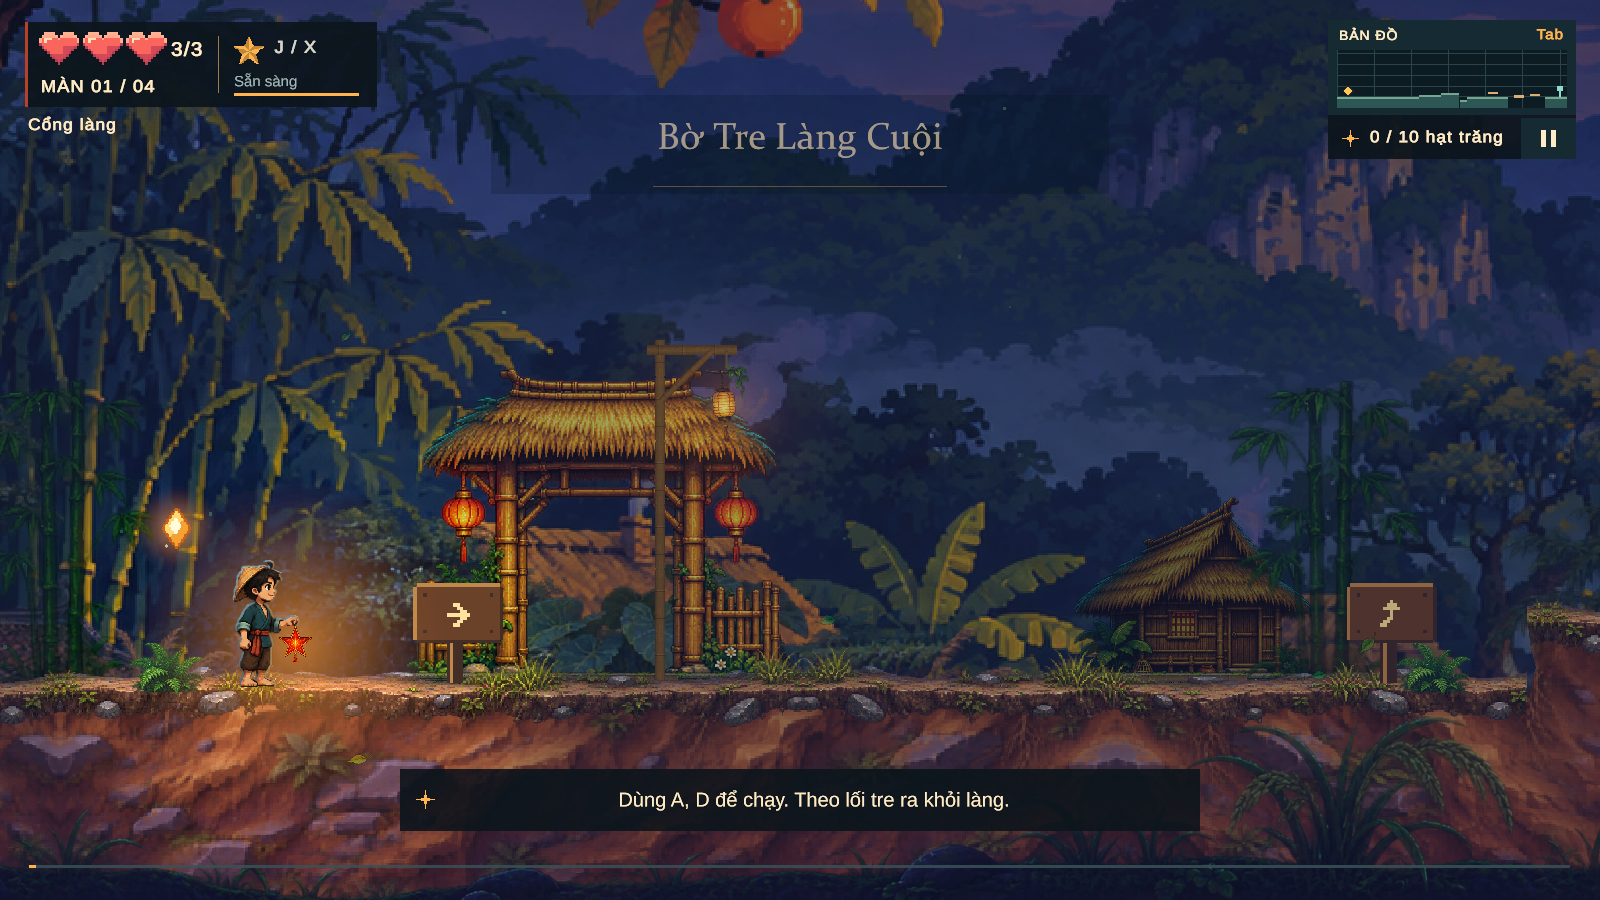 3/3
J / X
Sẵn sàng
MÀN 01 / 04
Cổng làng
Bờ Tre Làng Cuội
BẢN ĐỒ
Tab
0 / 10 hạt trăng
Dùng A, D để chạy. Theo lối tre ra khỏi làng.